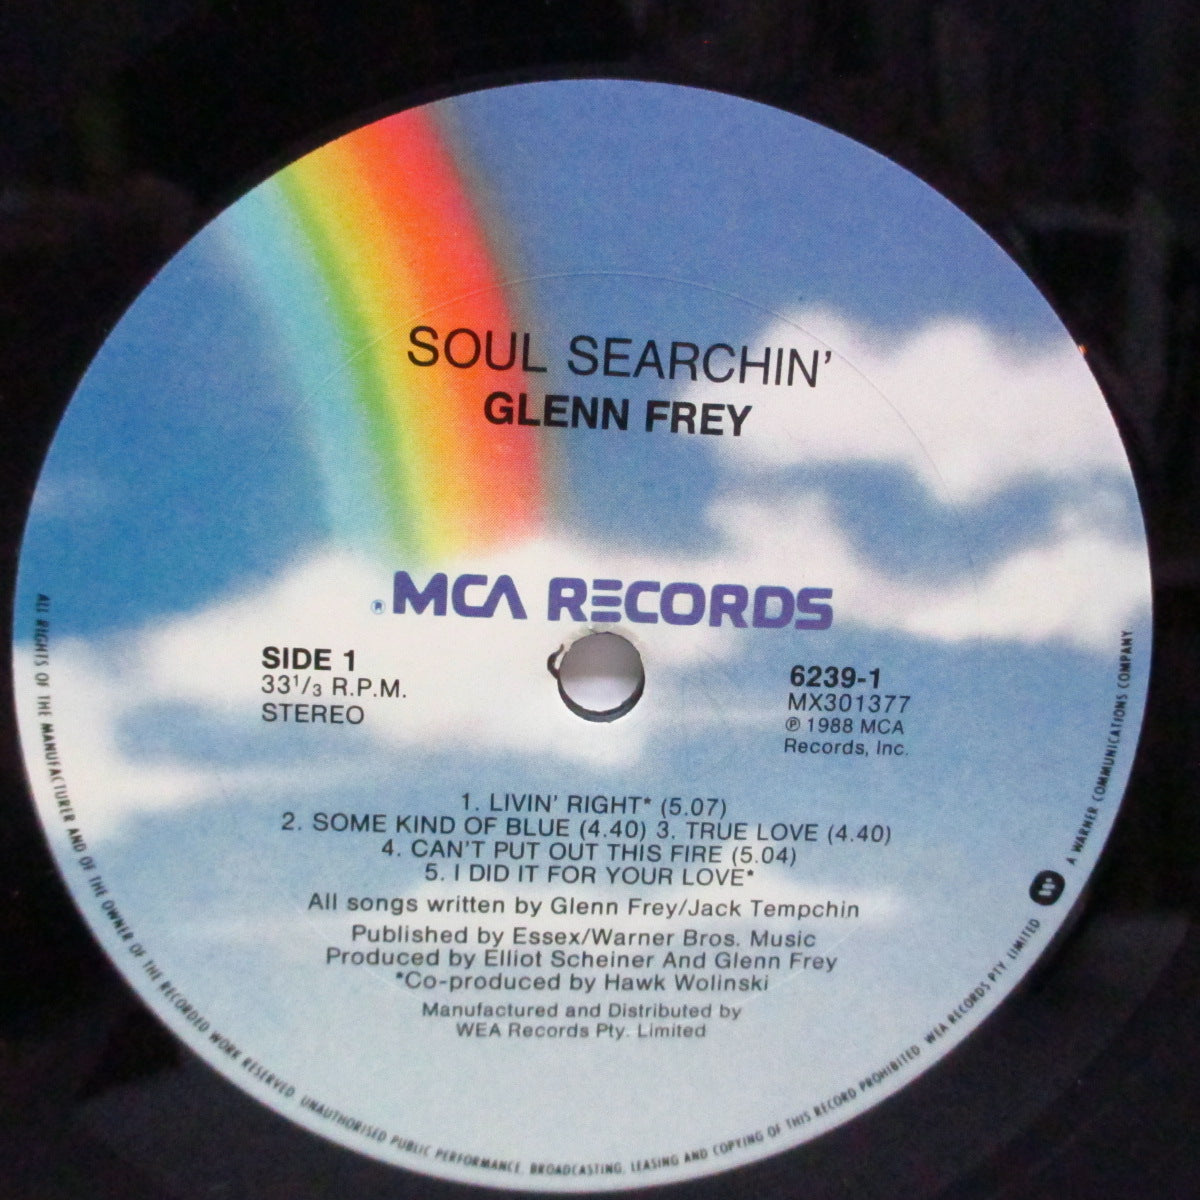 SOUL SEARCHIN'
GLENN FREY
® MCA RECORDS
SIDE 1
33 1/3 R.P.M.
STEREO
6239-1
MX301377
℗ 1988 MCA
Records, Inc.
1. LIVIN' RIGHT* (5.07)
2. SOME KIND OF BLUE (4.40) 3. TRUE LOVE (4.40)
4. CAN'T PUT OUT THIS FIRE (5.04)
5. I DID IT FOR YOUR LOVE*
All songs written by Glenn Frey/Jack Tempchin
Published by Essex/Warner Bros. Music
Produced by Elliot Scheiner And Glenn Frey
*Co-produced by Hawk Wolinski
Manufactured and Distributed by
WEA Records Pty. Limited
ALL RIGHTS OF THE MANUFACTURER AND OF THE OWNER OF THE RECORDED WORK RESERVED. UNAUTHORISED PUBLIC PERFORMANCE, BROADCASTING, LEASING AND COPYING OF THIS RECORD PROHIBITED. WEA RECORDS PTY. LIMITED A WARNER COMMUNICATIONS COMPANY